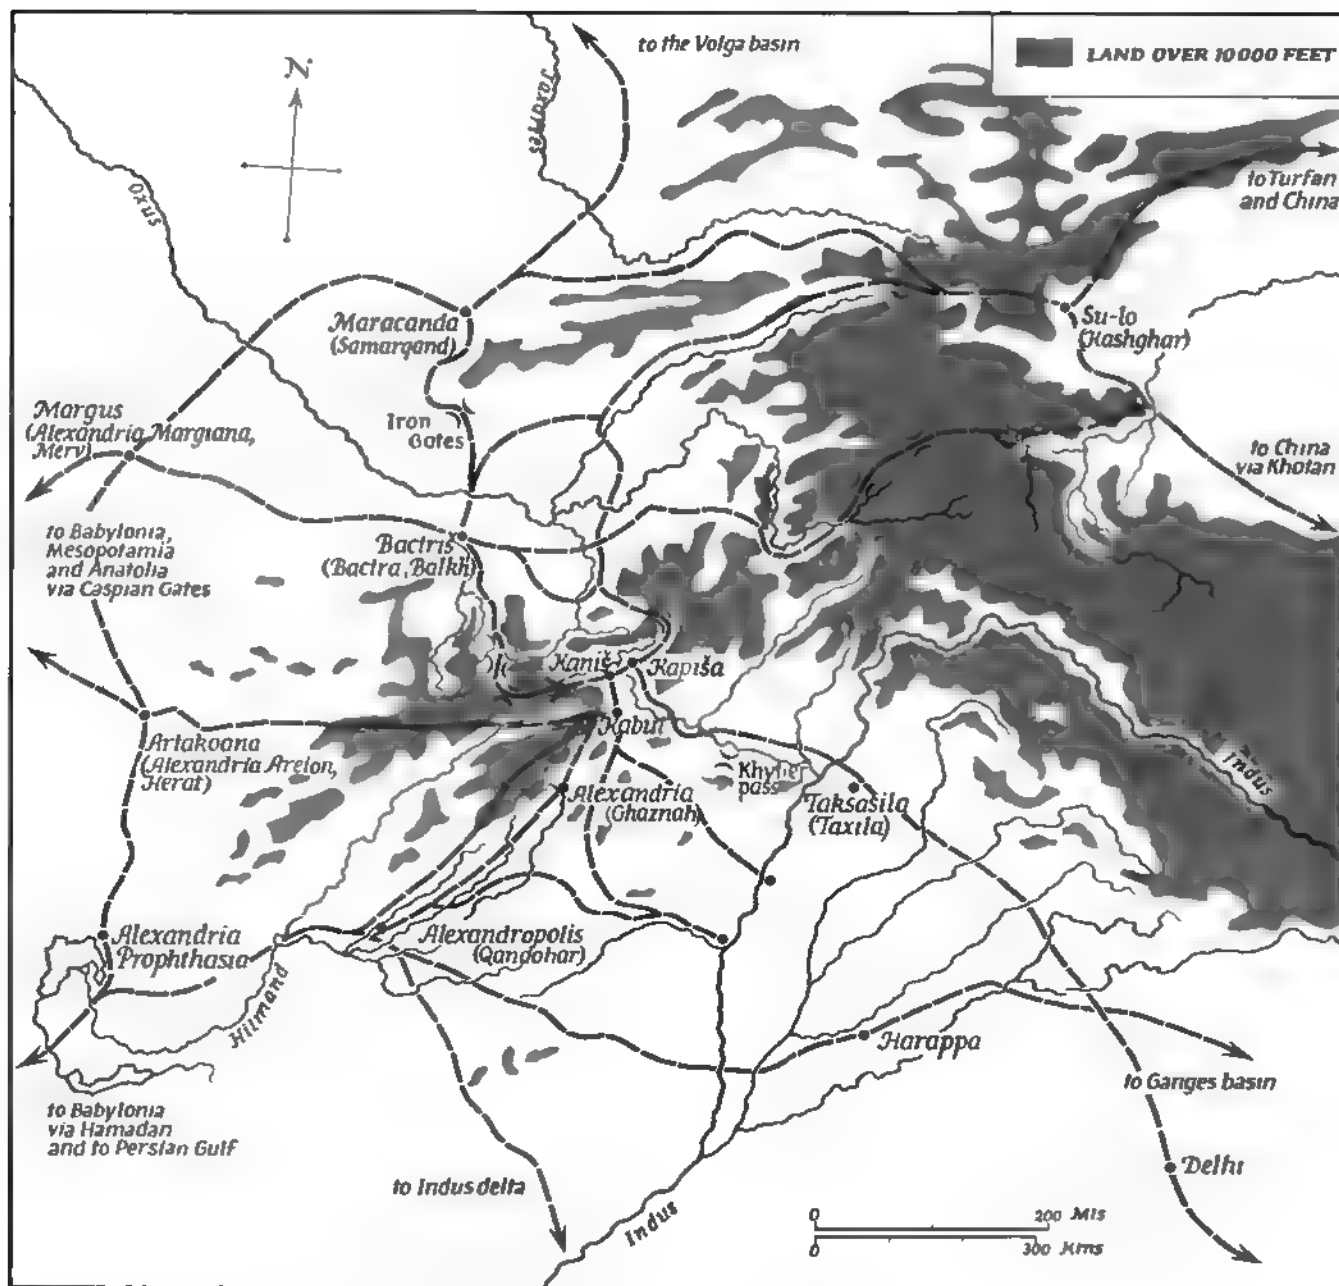 to the Volga basin
LAND OVER 10000 FEET
N.
Jaxartes
to Turfan
and China
Oxus
Maracanda
(Samarqand)
Su-lo
(Kashghar)
Margus
(Alexandria Margiana,
Merv)
Iron
Gates
to China
via Khotan
to Babylonia,
Mesopotamia
and Anatolia
via Caspian Gates
Bactriš
(Bactra, Balkh)
Kaniš
Kapiša
Kabul
Artakoana
(Alexandria Areion,
Herat)
Khyber
pass
Indus
Alexandria
(Ghaznah)
Taksasila
(Taxila)
Alexandria
Prophthasia
Alexandropolis
(Qandahar)
Hilmand
Harappa
to Ganges basin
to Babylonia
via Hamadan
and to Persian Gulf
Delhi
to Indus delta
Indus
0 200 Mls
0 300 Kms